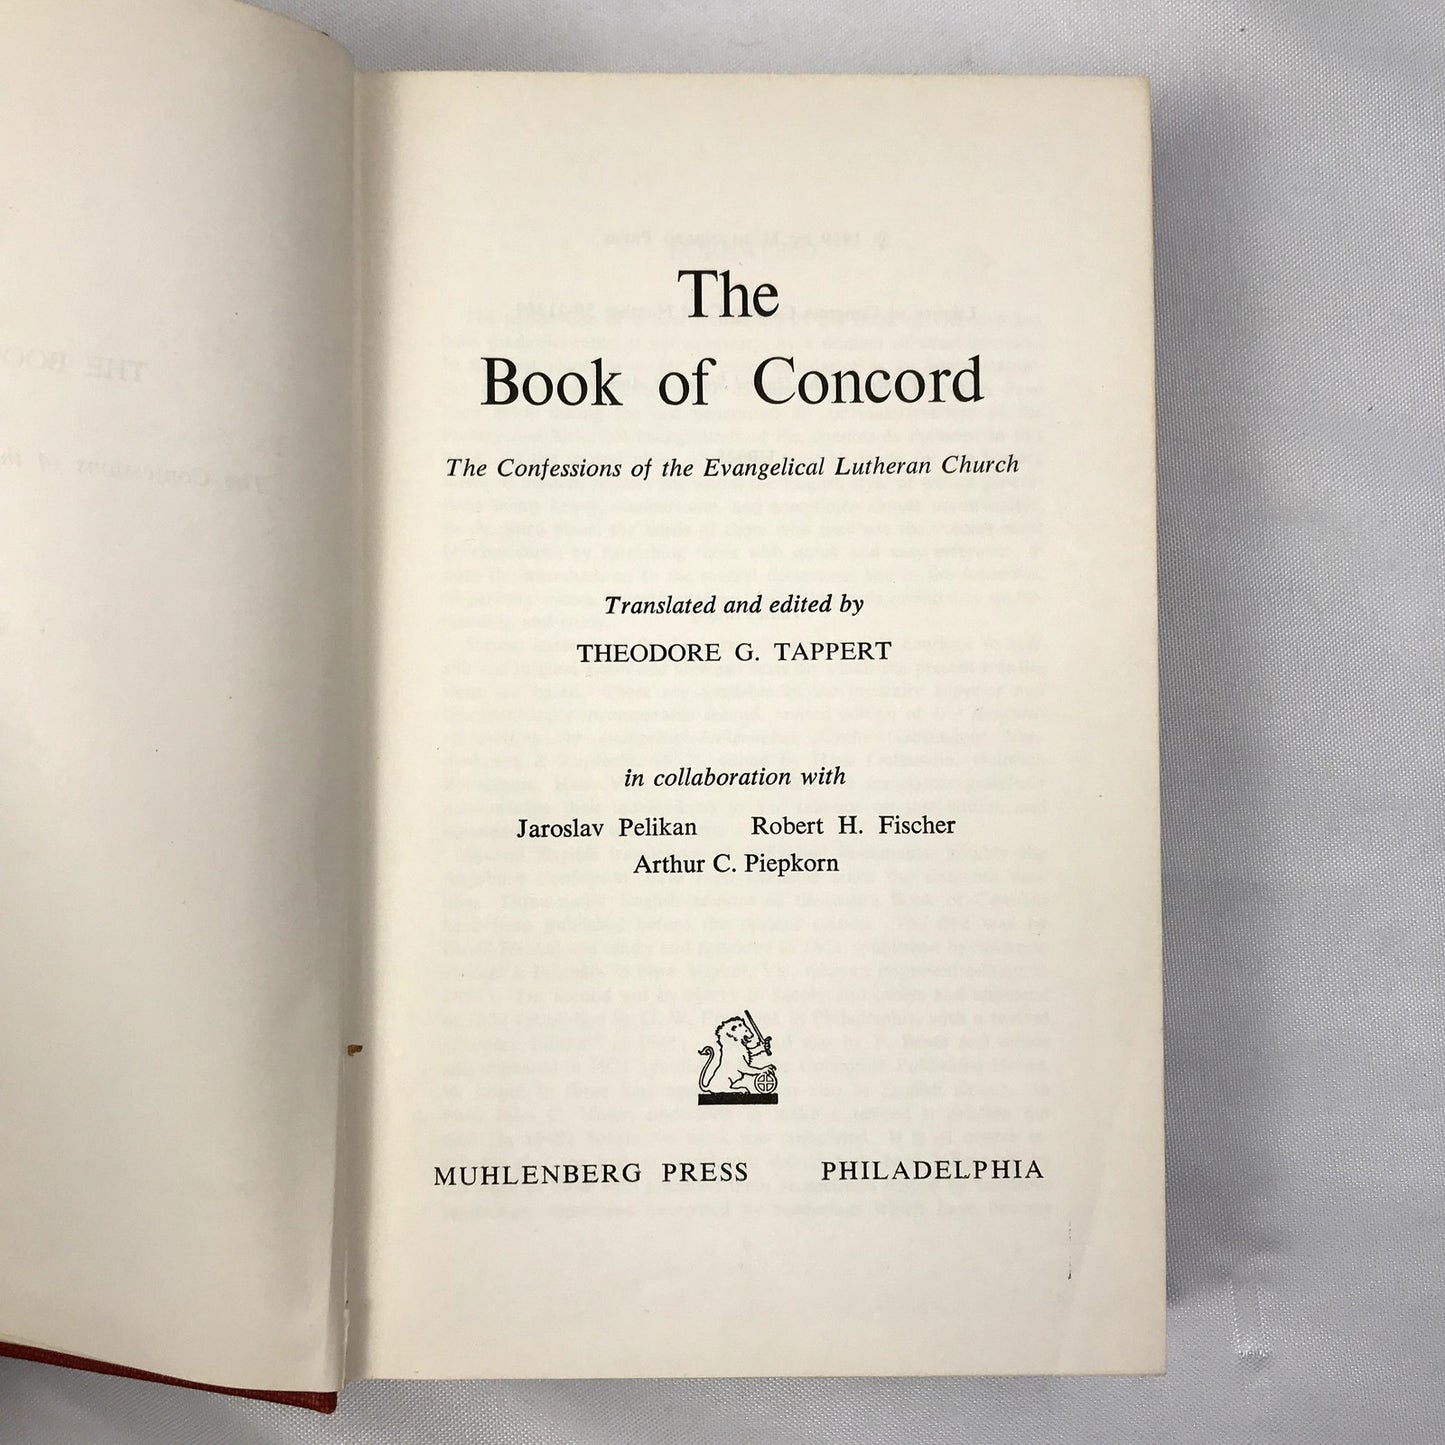 The
Book of Concord
The Confessions of the Evangelical Lutheran Church
Translated and edited by
THEODORE G. TAPPERT
in collaboration with
Jaroslav Pelikan Robert H. Fischer
Arthur C. Piepkorn
MUHLENBERG PRESS PHILADELPHIA